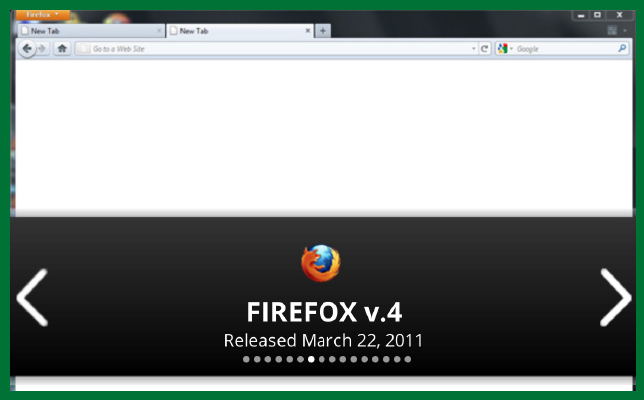 Firefox
New Tab
New Tab
Go to a Web Site
Google
FIREFOX v.4
Released March 22, 2011